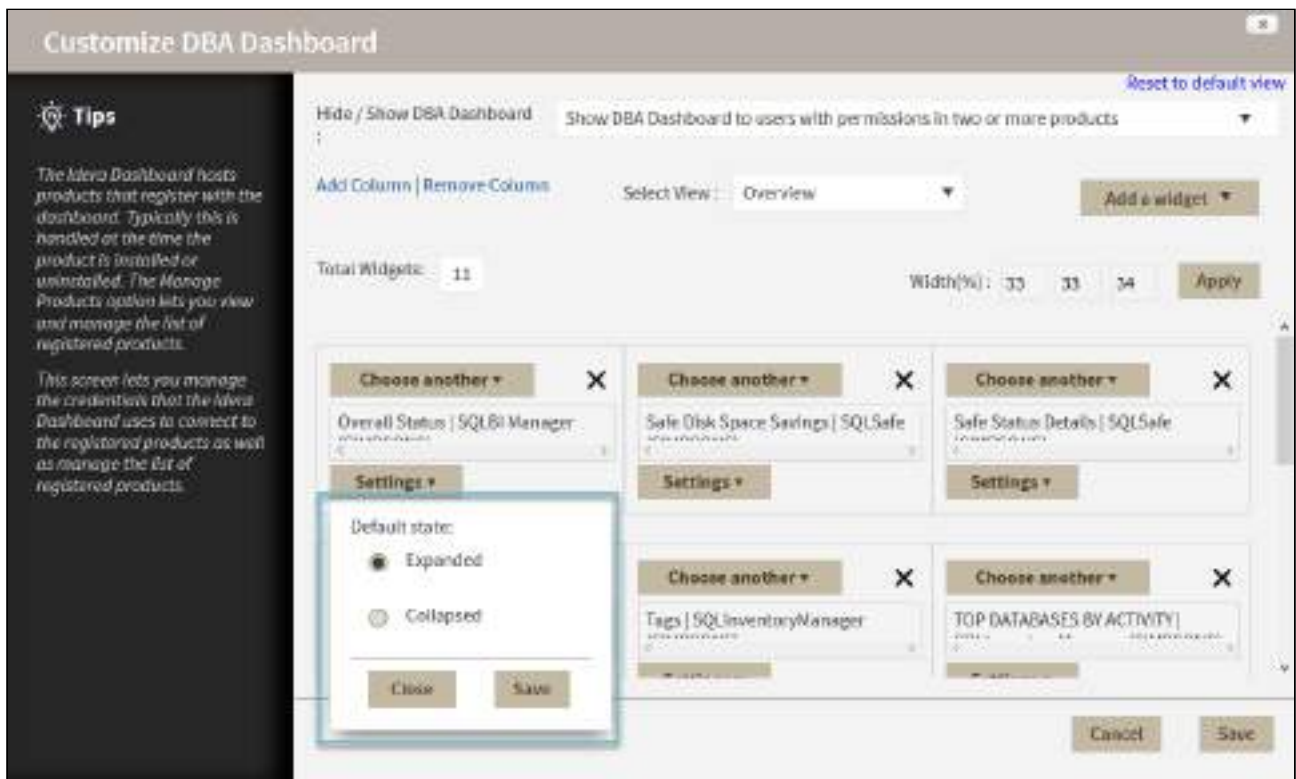 Customize DBA Dashboard
Reset to default view
Tips
The Idera Dashboard hosts
products that register with the
dashboard. Typically this is
handled at the time the
product is installed or
uninstalled. The Manage
Products option lets you view
and manage the list of
registered products.
This screen lets you manage
the credentials that the Idera
Dashboard uses to connect to
the registered products as well
as manage the list of
registered products.
Hide / Show DBA Dashboard
:
Show DBA Dashboard to users with permissions in two or more products
Add Column | Remove Column
Select View : Overview
Add a widget
Total Widgets: 11
Width(%) : 33 33 34 Apply
Choose another Choose another Choose another
Overall Status | SQLBI Manager
Safe Disk Space Savings | SQLSafe
Safe Status Details | SQLSafe
Settings Settings Settings
Default state:
Expanded
Collapsed
Close Save
Choose another Choose another
Tags | SQLInventoryManager
TOP DATABASES BY ACTIVITY |
Cancel Save